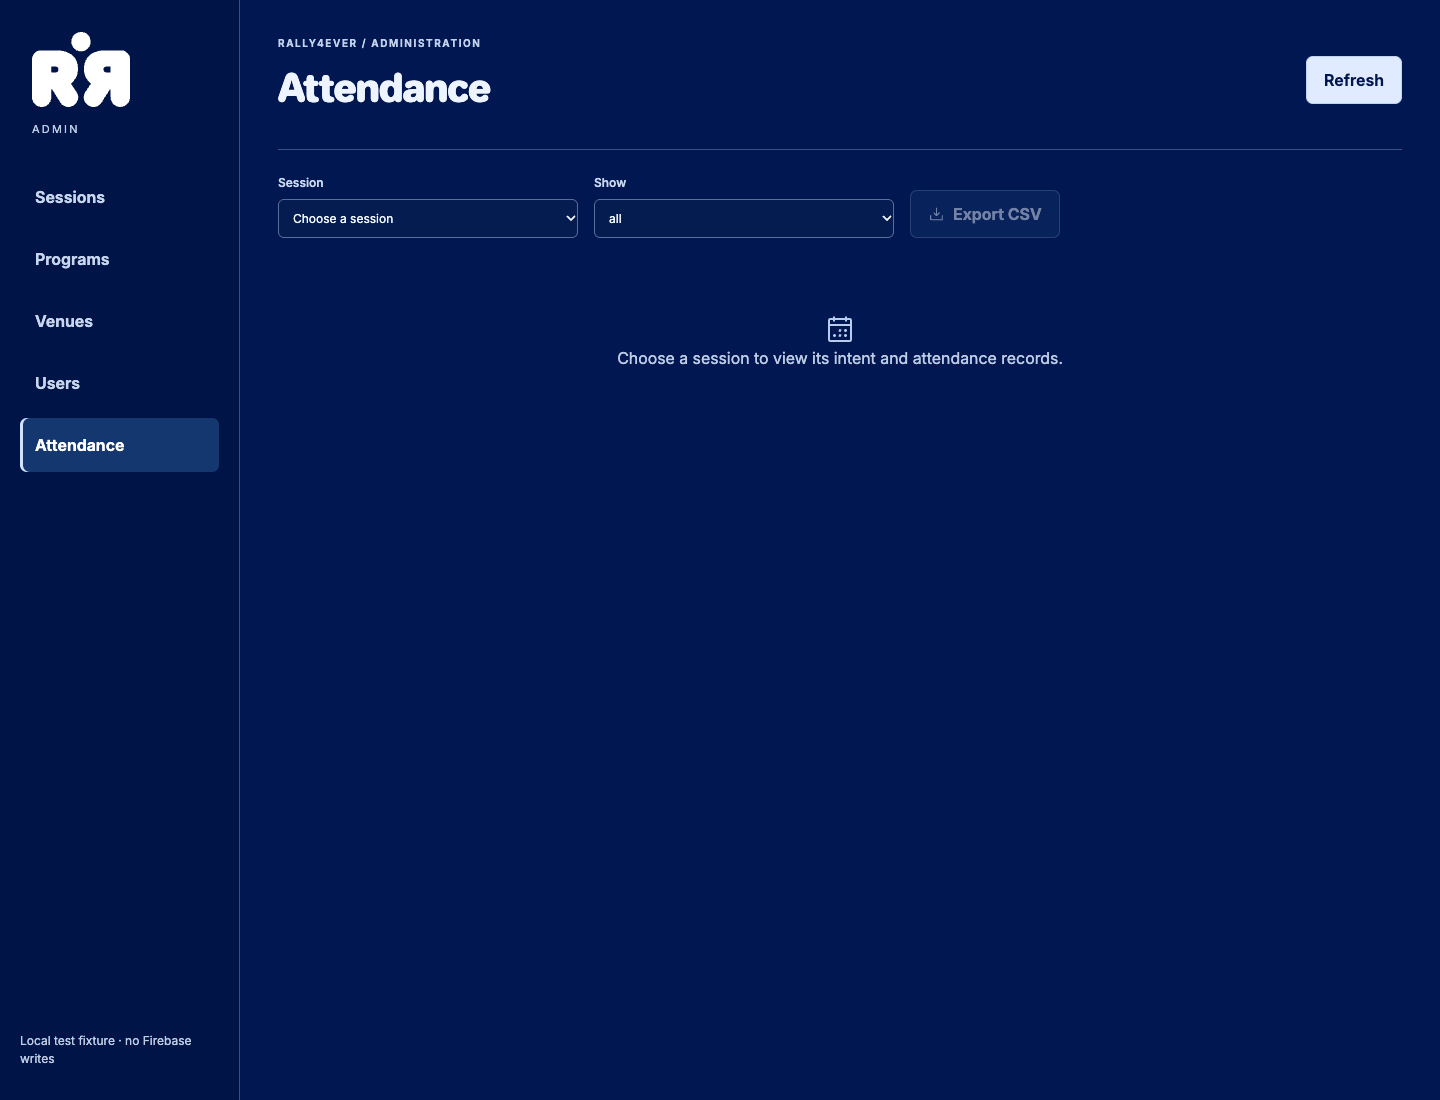 RR
ADMIN
Sessions
Programs
Venues
Users
Attendance
Local test fixture · no Firebase
writes
RALLY4EVER / ADMINISTRATION
Attendance
Refresh
Session
Show
Choose a session
all
Export CSV
Choose a session to view its intent and attendance records.